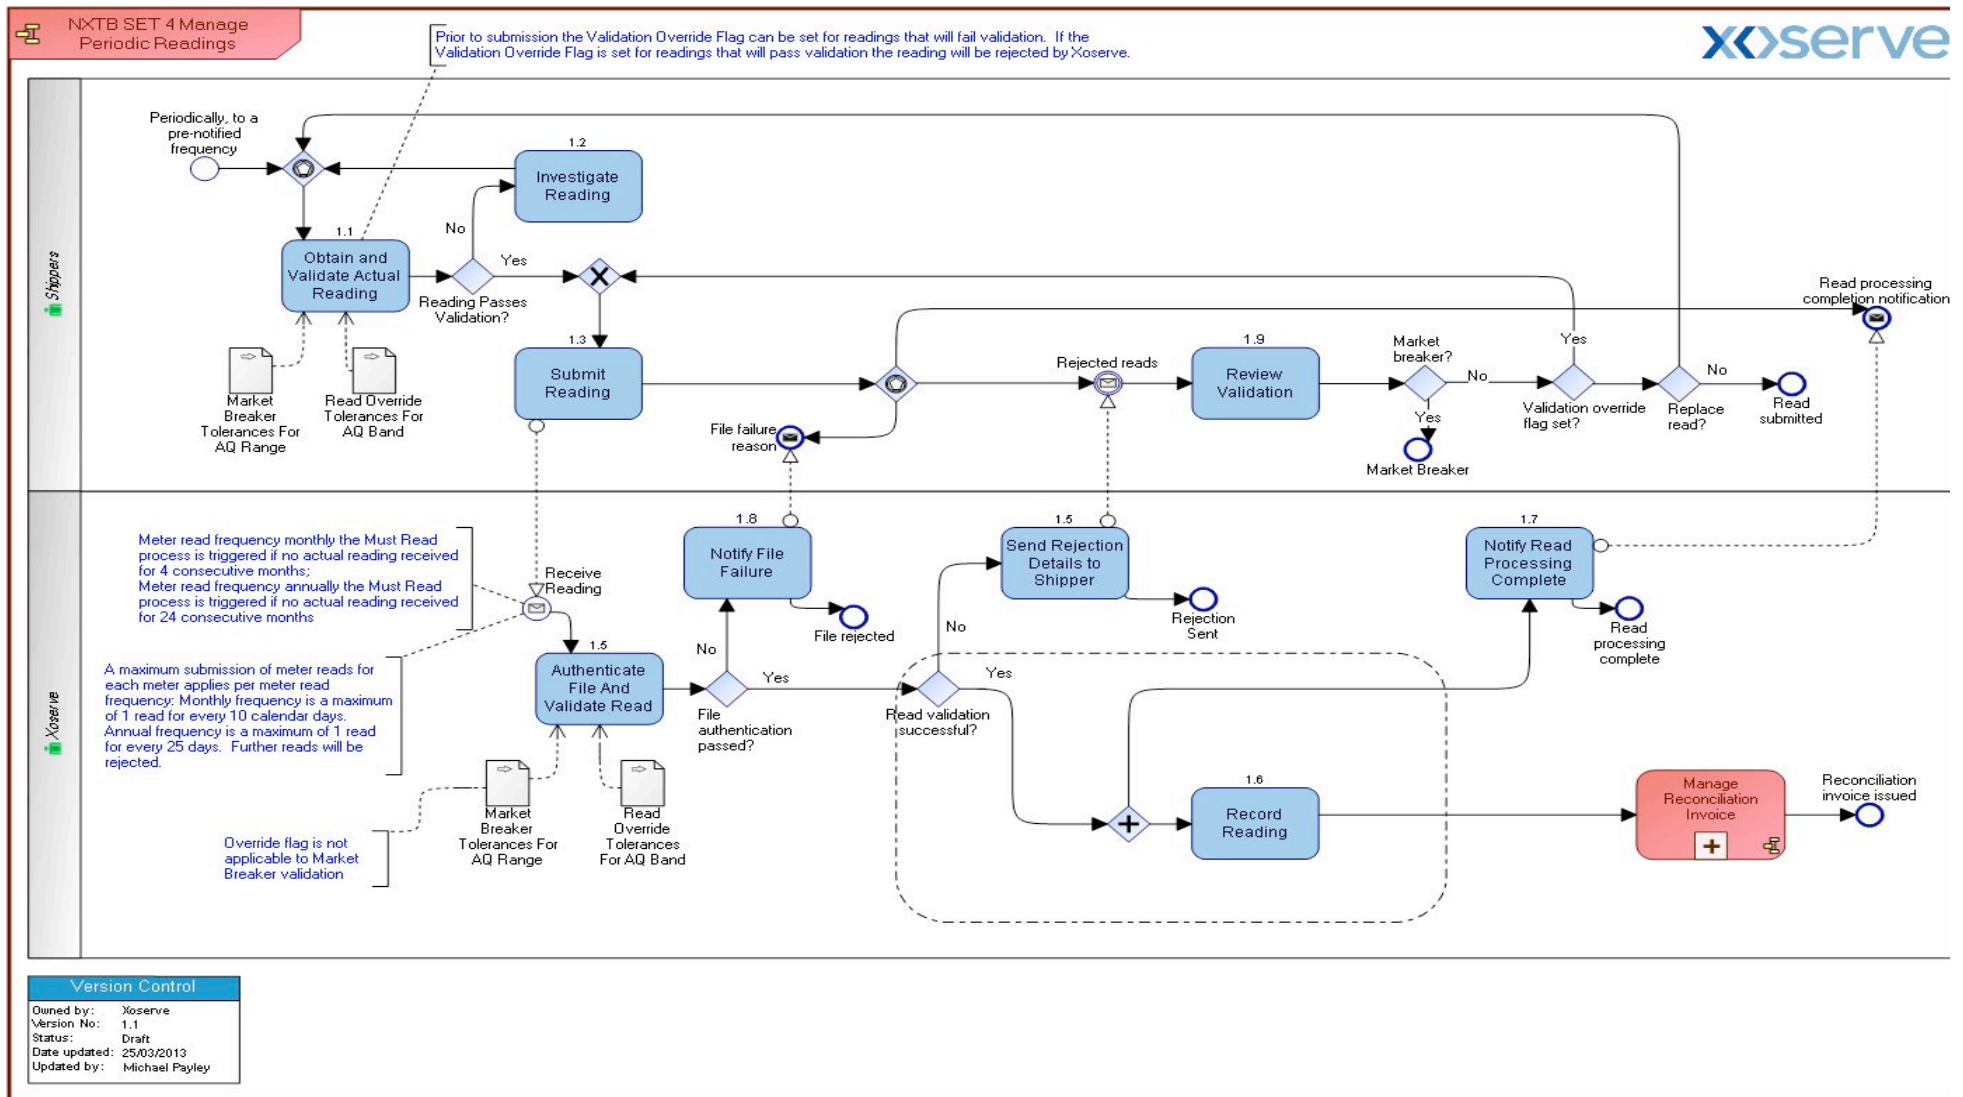 NXTB SET 4 Manage
Periodic Readings
Prior to submission the Validation Override Flag can be set for readings that will fail validation. If the
Validation Override Flag is set for readings that will pass validation the reading will be rejected by Xoserve.
xoserve
Shippers
Periodically, to a
pre-notified
frequency
1.2
Investigate
Reading
No
1.1
Obtain and
Validate Actual
Reading
Yes
Reading Passes
Validation?
Market
Breaker
Tolerances For
AQ Range
Read Override
Tolerances For
AQ Band
1.3
Submit
Reading
File failure
reason
Rejected reads
1.9
Review
Validation
Market
breaker?
No
Yes
Market Breaker
Yes
Validation override
flag set?
Replace
read?
No
Read
submitted
Read processing
completion notification
Xoserve
Meter read frequency monthly the Must Read
process is triggered if no actual reading received
for 4 consecutive months;
Meter read frequency annually the Must Read
process is triggered if no actual reading received
for 24 consecutive months
A maximum submission of meter reads for
each meter applies per meter read
frequency: Monthly frequency is a maximum
of 1 read for every 10 calendar days.
Annual frequency is a maximum of 1 read
for every 25 days. Further reads will be
rejected.
Override flag is not
applicable to Market
Breaker validation
Receive
Reading
1.5
Authenticate
File And
Validate Read
Market
Breaker
Tolerances For
AQ Range
Read
Override
Tolerances
For AQ Band
1.8
Notify File
Failure
File rejected
No
Yes
File
authentication
passed?
1.5
Send Rejection
Details to
Shipper
Rejection
Sent
No
Yes
Read validation
successful?
1.6
Record
Reading
1.7
Notify Read
Processing
Complete
Read
processing
complete
Manage
Reconciliation
Invoice
Reconciliation
invoice issued
Version Control
Owned by: Xoserve
Version No: 1.1
Status: Draft
Date updated: 25/03/2013
Updated by: Michael Payley